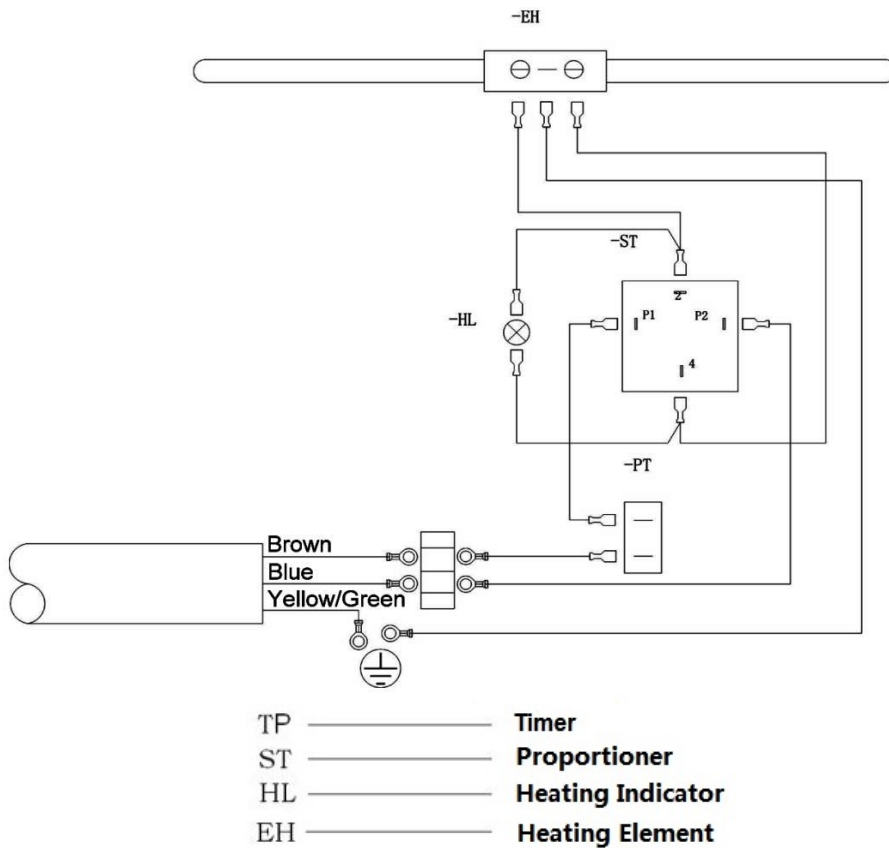 -EH
-ST
-HL
2
P1 P2
4
-PT
Brown
Blue
Yellow/Green
TP Timer
ST Proportioner
HL Heating Indicator
EH Heating Element